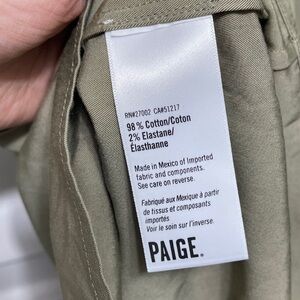 RN#27002 CA#51217
98% Cotton/Coton
2% Elastane/
Élasthanne
Made in Mexico of Imported
fabric and components.
See care on reverse.
Fabriqué aux Mexique à partir
de tissus et composants
importés
Voir le soin sur l'inverse.
PAIGE.